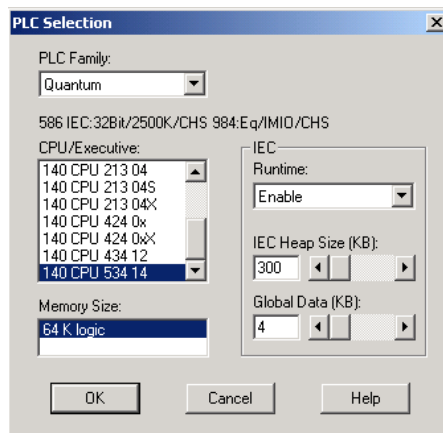 PLC Selection
PLC Family:
Quantum
586 IEC:32Bit/2500K/CHS 984:Eq/IMIO/CHS
CPU/Executive:
140 CPU 213 04
140 CPU 213 04S
140 CPU 213 04X
140 CPU 424 0x
140 CPU 424 0xX
140 CPU 434 12
140 CPU 534 14
IEC
Runtime:
Enable
IEC Heap Size (KB):
300
Global Data (KB):
4
Memory Size:
64 K logic
OK
Cancel
Help